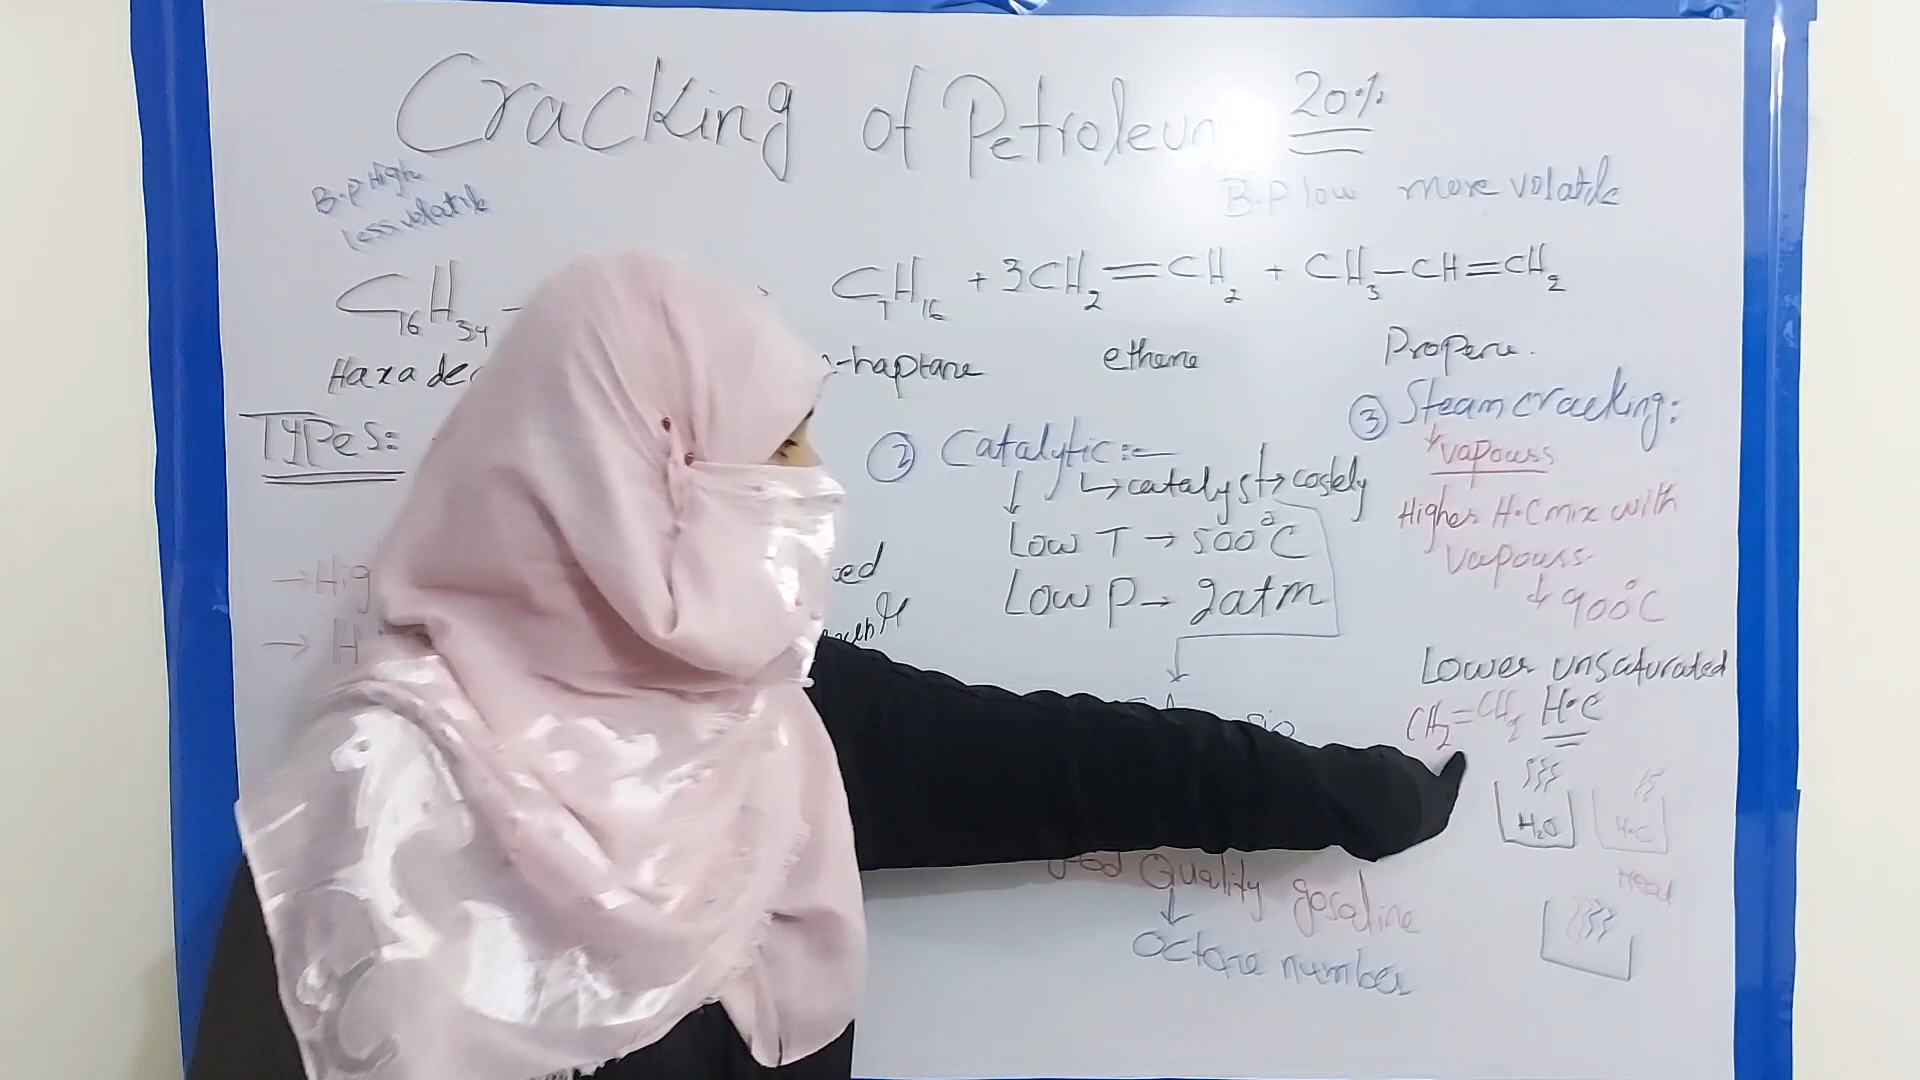 Cracking of Petroleum 20%
B.P High
less volatile
B.P low more volatile
C16H34 → C7H16 + 3CH2=CH2 + CH3-CH=CH2
Haxadec
-haptane
ethene
Propene.
Types:
→ Hig
→ H
② Catalytic:-
↳ catalyst → costely
Low T → 500°C
Low P → 2atm
Quality gasoline
octane number
③ Steam cracking:
vapours
Higher H.C mix with
vapours
↓ 900°C
Lower unsaturated
CH2=CH2 H.C
H2O
H.C
Head